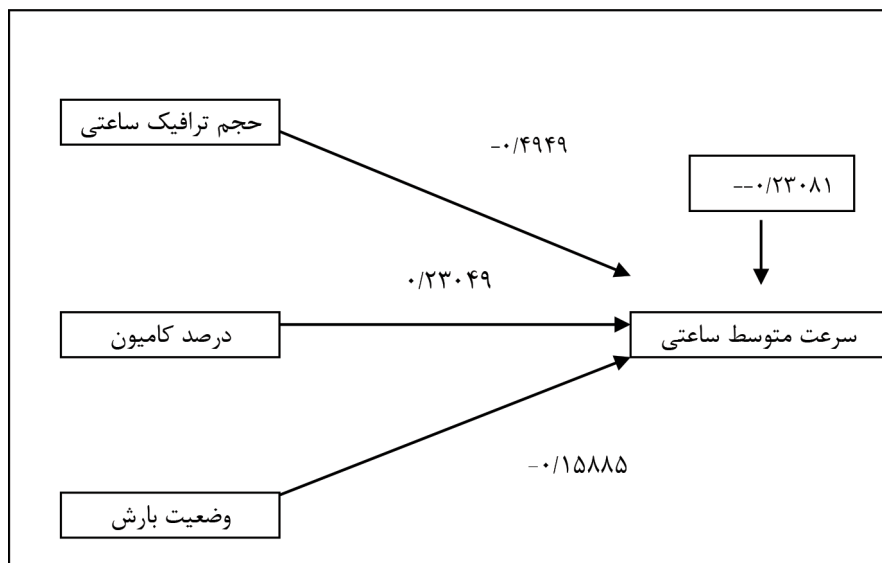 حجم ترافیک ساعتی
-۰/۴۹۴۹
--۰/۲۳۰۸۱
۰/۲۳۰۴۹
درصد کامیون
سرعت متوسط ساعتی
-۰/۱۵۸۸۵
وضعیت بارش